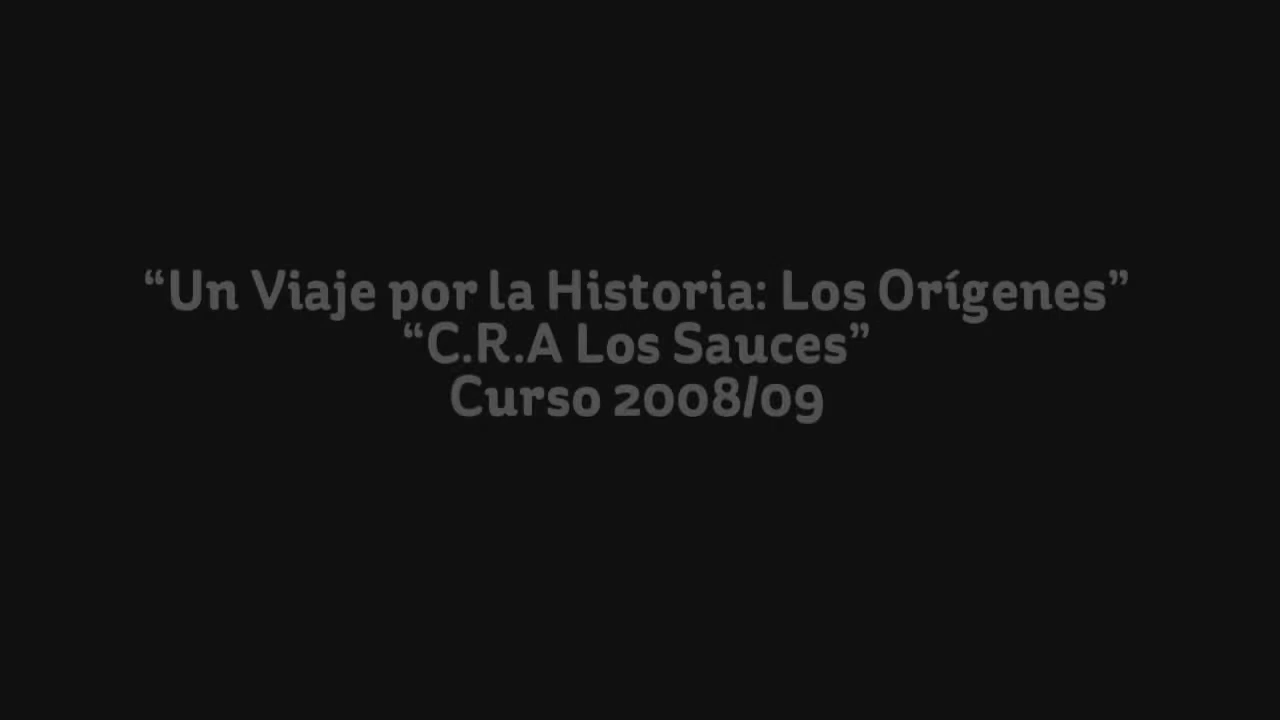 “Un Viaje por la Historia: Los Orígenes”
“C.R.A Los Sauces”
Curso 2008/09